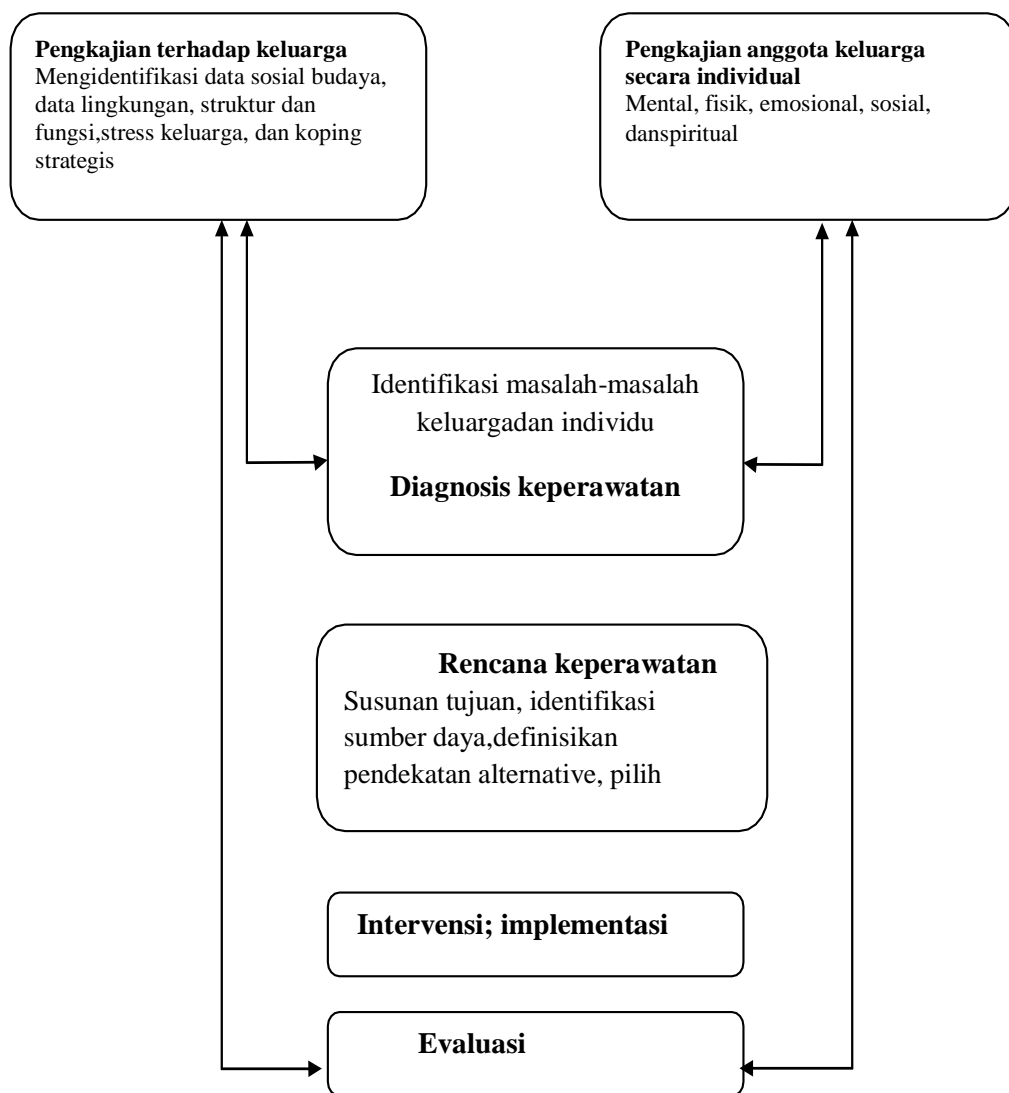 Pengkajian terhadap keluarga
Mengidentifikasi data sosial budaya,
data lingkungan, struktur dan
fungsi,stress keluarga, dan koping
strategis
Pengkajian anggota keluarga
secara individual
Mental, fisik, emosional, sosial,
danspiritual
Identifikasi masalah-masalah
keluargadan individu
Diagnosis keperawatan
Rencana keperawatan
Susunan tujuan, identifikasi
sumber daya,definisikan
pendekatan alternative, pilih
Intervensi; implementasi
Evaluasi